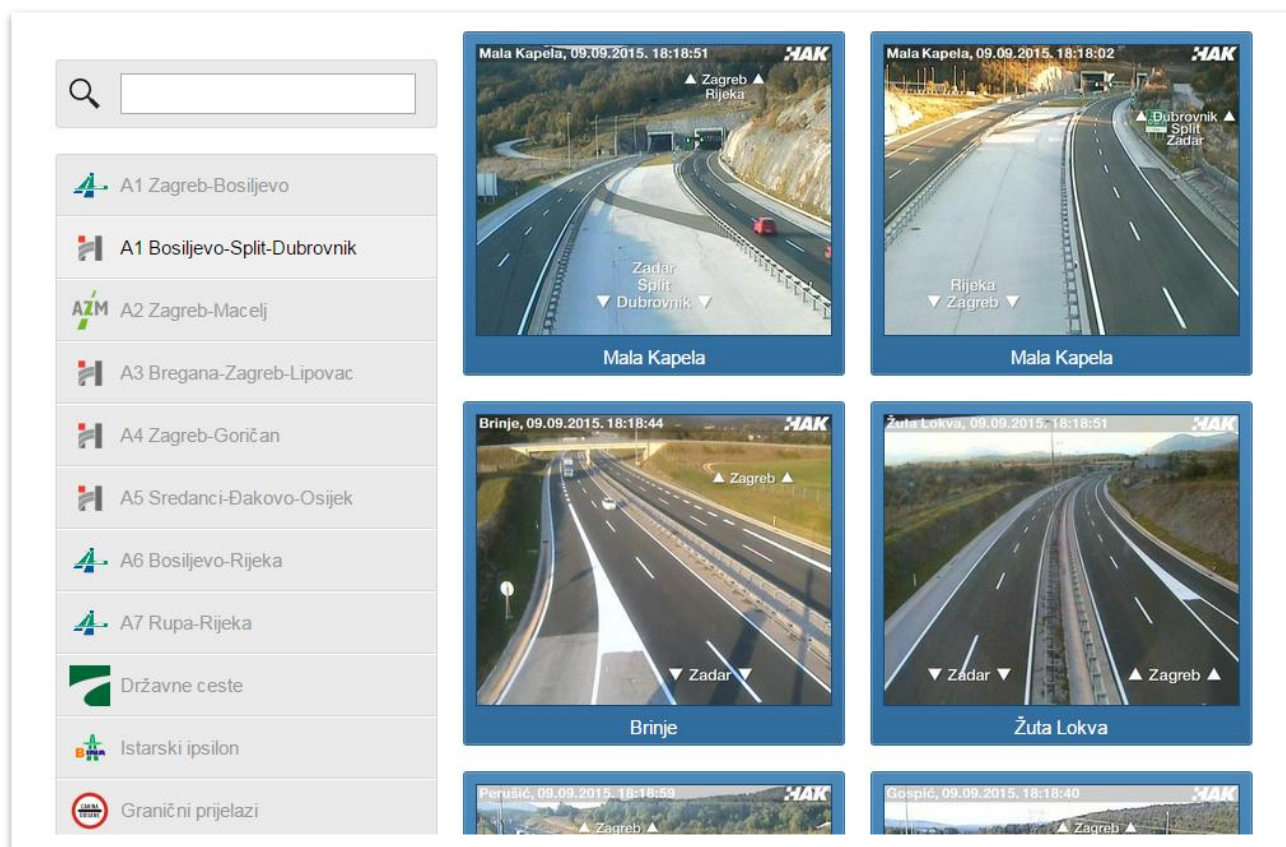 A1 Zagreb-Bosiljevo
A1 Bosiljevo-Split-Dubrovnik
AZM A2 Zagreb-Macelj
A3 Bregana-Zagreb-Lipovac
A4 Zagreb-Goričan
A5 Sredanci-Đakovo-Osijek
A6 Bosiljevo-Rijeka
A7 Rupa-Rijeka
Državne ceste
BINA Istarski ipsilon
Granični prijelazi
Mala Kapela, 09.09.2015. 18:18:51 HAK
▲ Zagreb ▲
Rijeka
Zadar
Split
▼ Dubrovnik ▼
Mala Kapela
Mala Kapela, 09.09.2015. 18:18:02 HAK
▲ Dubrovnik ▲
Split
Zadar
Rijeka
▼ Zagreb ▼
Mala Kapela
Brinje, 09.09.2015. 18:18:44 HAK
▲ Zagreb ▲
▼ Zadar ▼
Brinje
Žuta Lokva, 09.09.2015. 18:18:51 HAK
▼ Zadar ▼ ▲ Zagreb ▲
Žuta Lokva
Perušić, 09.09.2015. 18:18:59 HAK
▲ Zagreb ▲
Gospić, 09.09.2015. 18:18:40 HAK
▲ Zagreb ▲